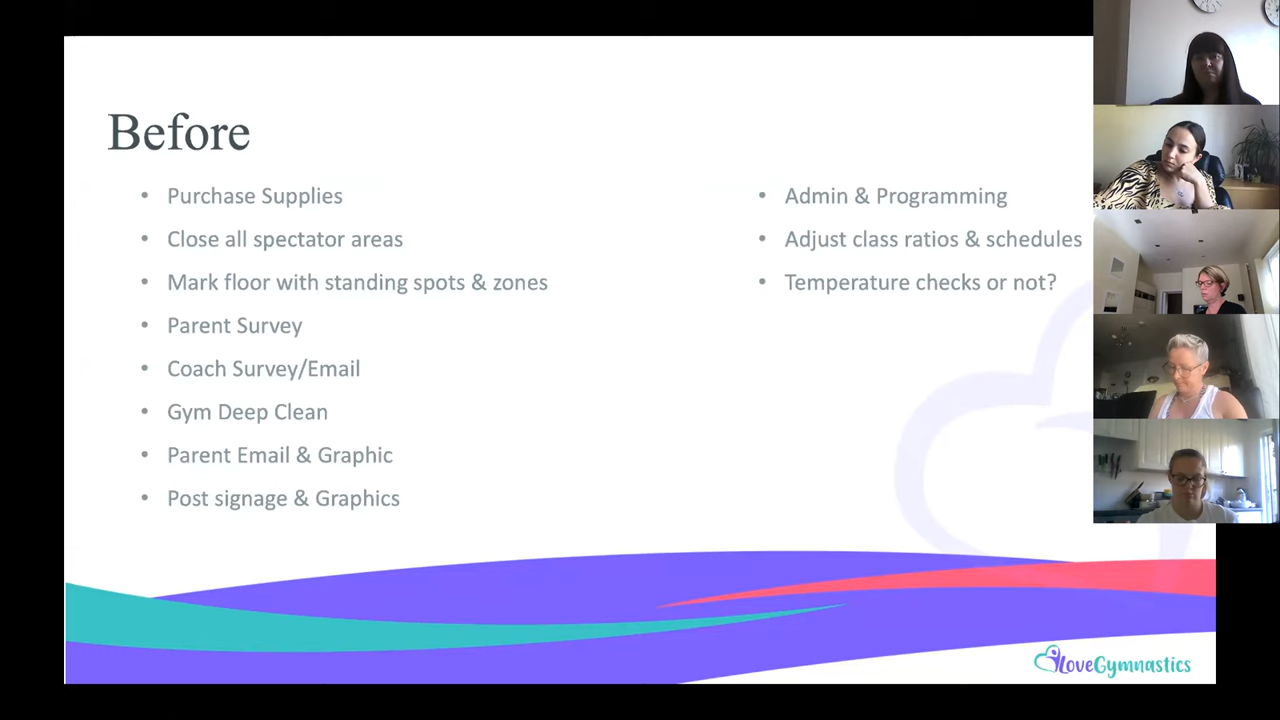 Before
• Purchase Supplies
• Close all spectator areas
• Mark floor with standing spots & zones
• Parent Survey
• Coach Survey/Email
• Gym Deep Clean
• Parent Email & Graphic
• Post signage & Graphics
• Admin & Programming
• Adjust class ratios & schedules
• Temperature checks or not?
iLoveGymnastics